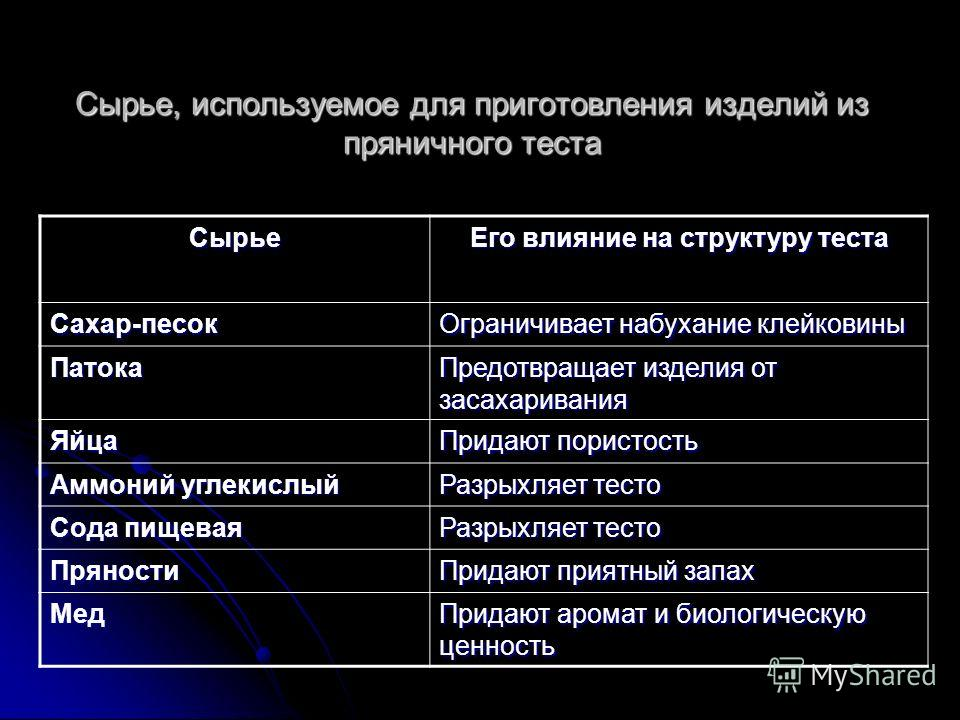 Сырье, используемое для приготовления изделий из
пряничного теста
Сырье
Его влияние на структуру теста
Сахар-песок
Ограничивает набухание клейковины
Патока
Предотвращает изделия от
засахаривания
Яйца
Придают пористость
Аммоний углекислый
Разрыхляет тесто
Сода пищевая
Разрыхляет тесто
Пряности
Придают приятный запах
Мед
Придают аромат и биологическую
ценность
MyShared